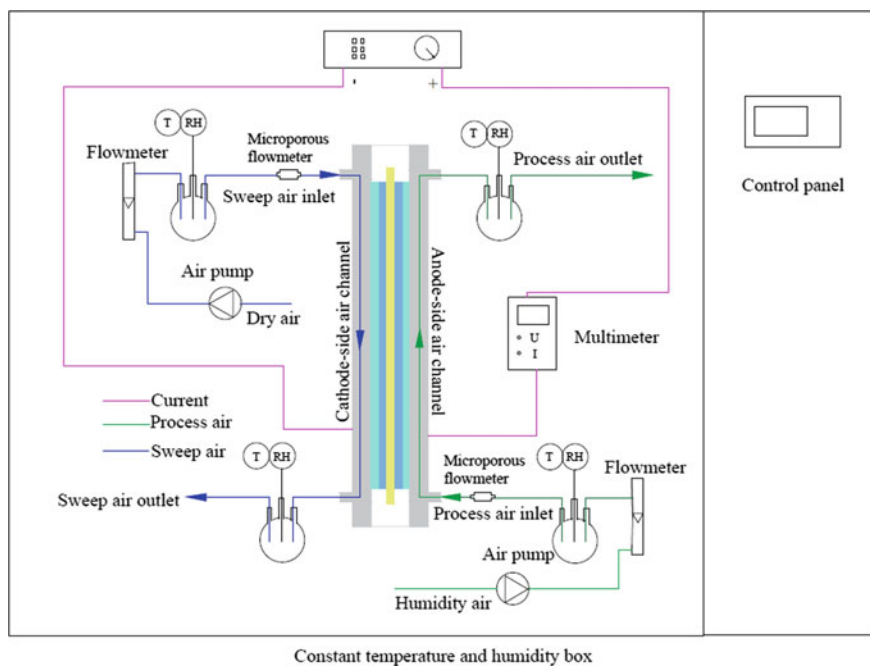 - +
T RH
Microporous
flowmeter
Flowmeter
Sweep air inlet
T RH
Process air outlet
Control panel
Air pump
Dry air
Cathode-side air channel
Anode-side air channel
U
I
Multimeter
Current
Process air
Sweep air
T RH
Sweep air outlet
Microporous
flowmeter
T RH
Flowmeter
Process air inlet
Air pump
Humidity air
Constant temperature and humidity box